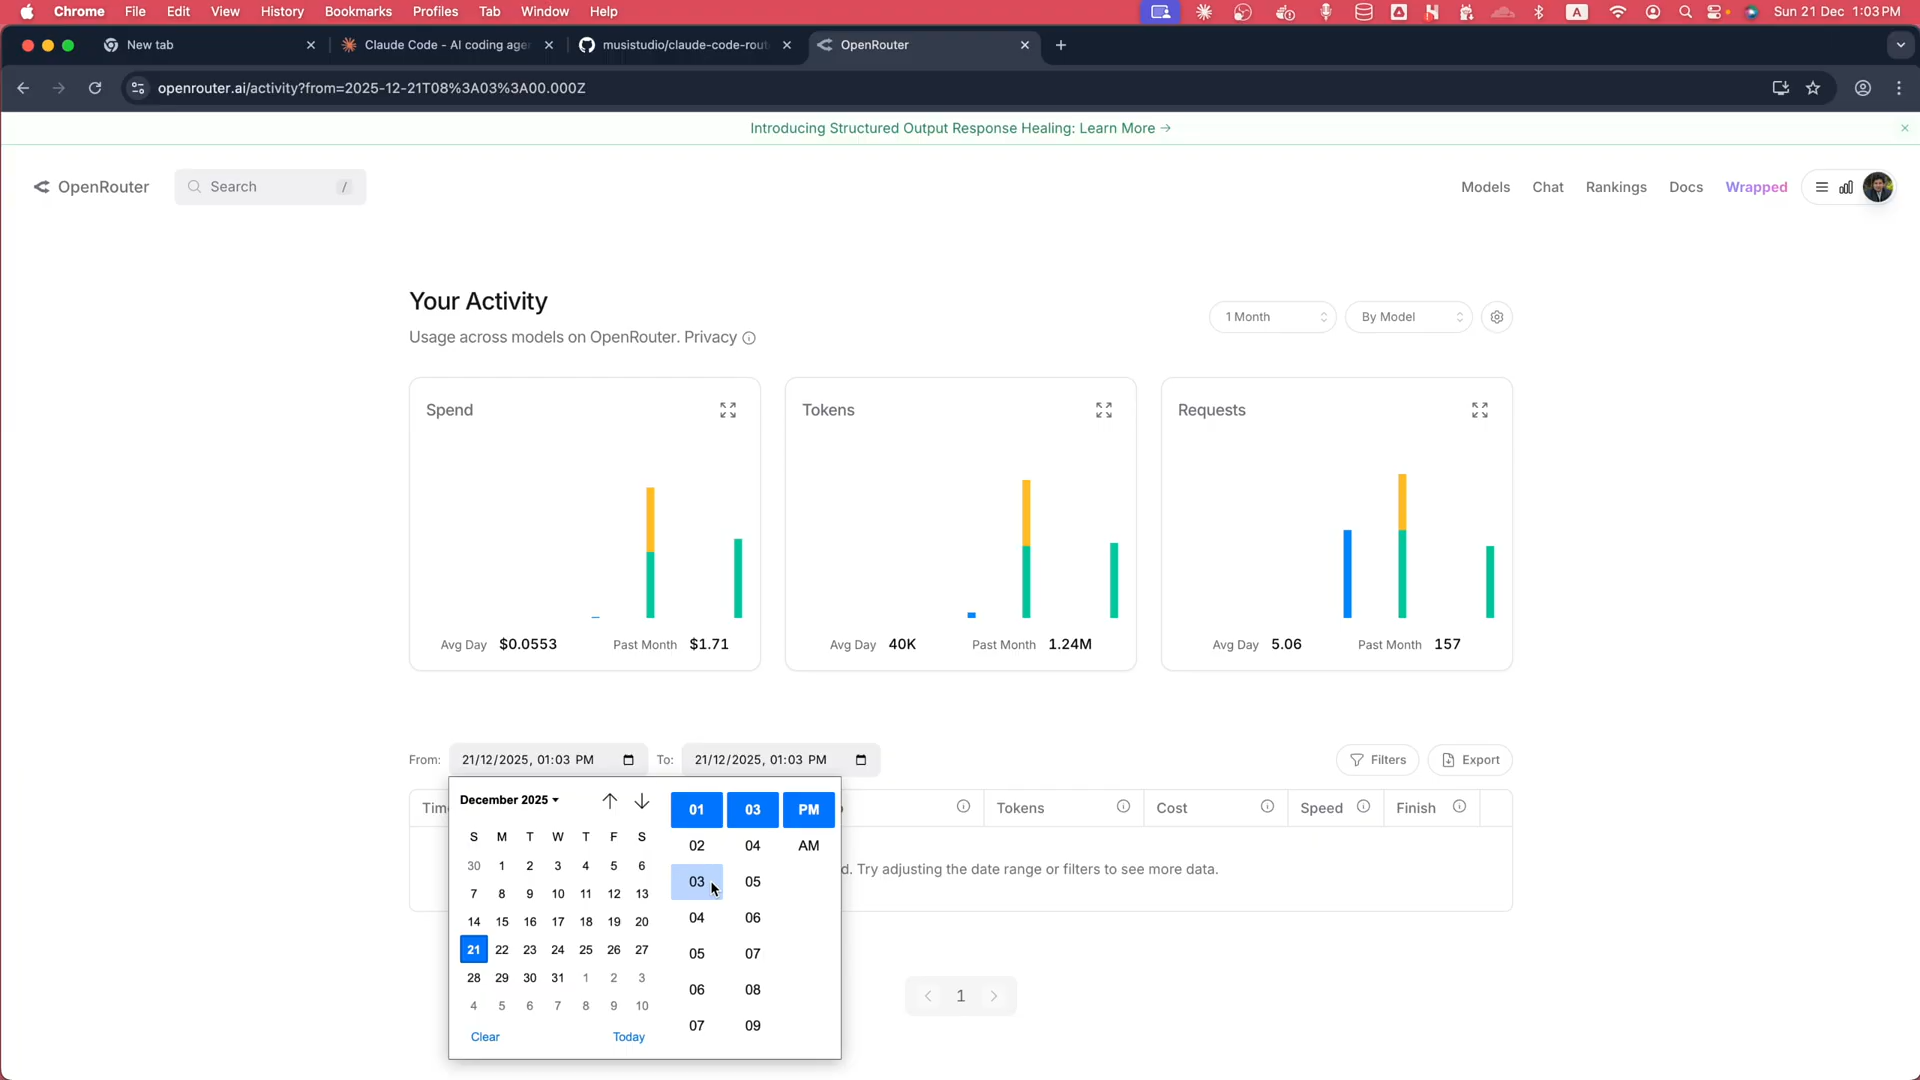 Chrome File Edit View History Bookmarks Profiles Tab Window Help
A
Sun 21 Dec 1:03 PM
New tab
Claude Code - AI coding age
musistudio/claude-code-rout
OpenRouter
openrouter.ai/activity?from=2025-12-21T08%3A03%3A00.000Z
Introducing Structured Output Response Healing: Learn More →
OpenRouter
Search /
Models Chat Rankings Docs Wrapped
Your Activity
Usage across models on OpenRouter. Privacy
1 Month
By Model
Spend
Avg Day $0.0553 Past Month $1.71
Tokens
Avg Day 40K Past Month 1.24M
Requests
Avg Day 5.06 Past Month 157
From: 21/12/2025, 01:03 PM To: 21/12/2025, 01:03 PM
Filters Export
Tim Tokens Cost Speed Finish
d. Try adjusting the date range or filters to see more data.
December 2025
S M T W T F S
30 1 2 3 4 5 6
7 8 9 10 11 12 13
14 15 16 17 18 19 20
21 22 23 24 25 26 27
28 29 30 31 1 2 3
4 5 6 7 8 9 10
Clear Today
01 03 PM
02 04 AM
03 05
04 06
05 07
06 08
07 09
1